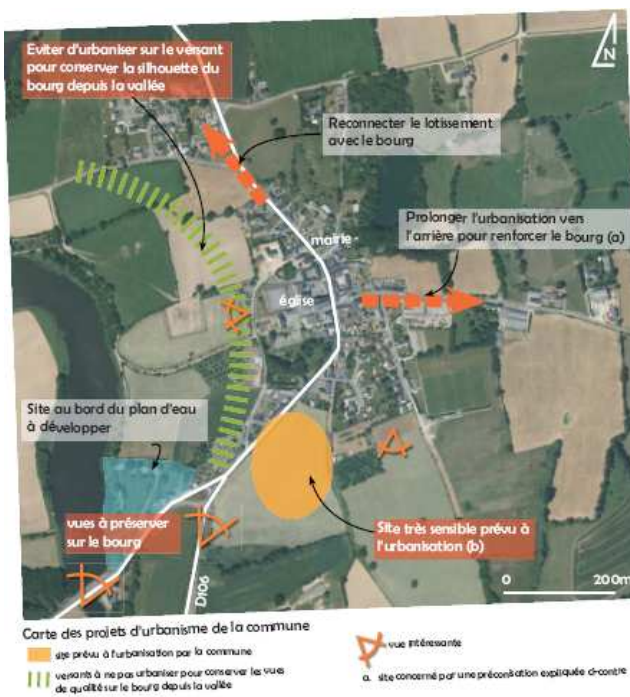 Eviter d'urbaniser sur le versant
pour conserver la silhouette du
bourg depuis la vallée
N
Reconnecter le lotissement
avec le bourg
Prolonger l'urbanisation vers
l'arrière pour renforcer le bourg (a)
mairie
église
Site au bord du plan d'eau
à développer
vues à préserver
sur le bourg
Site très sensible prévu à
l'urbanisation (b)
D106
0 200m
Carte des projets d'urbanisme de la commune
site prévu à l'urbanisation par la commune
versants à ne pas urbaniser pour conserver les vues
de qualité sur le bourg depuis la vallée
vue intéressante
a. site concerné par une préconisation expliquée ci-contre